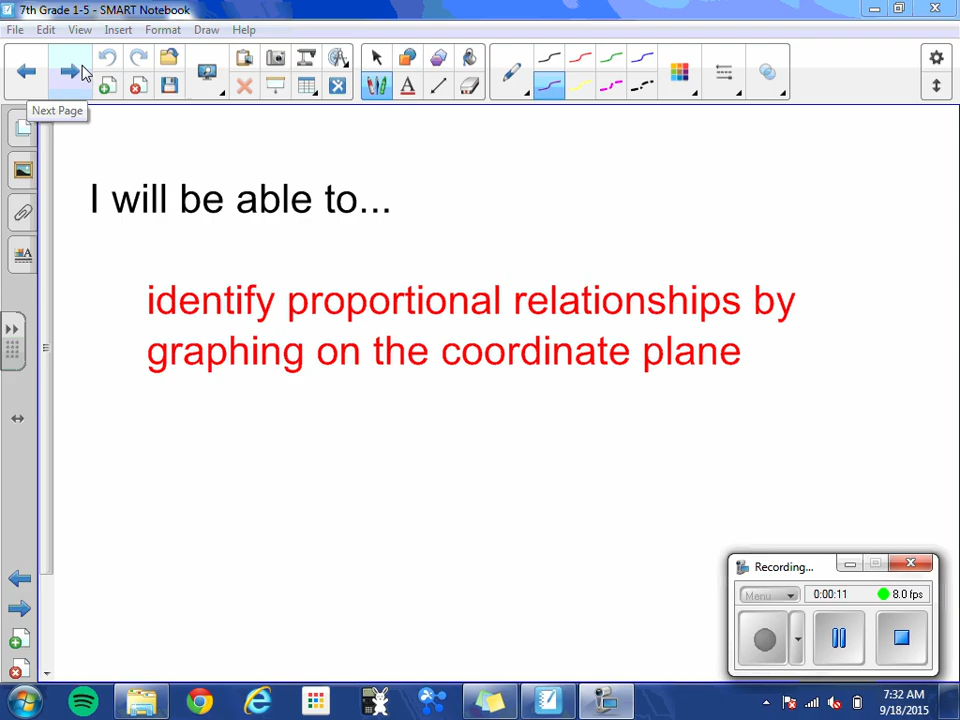 7th Grade 1-5 - SMART Notebook
File Edit View Insert Format Draw Help
Next Page
I will be able to...
identify proportional relationships by
graphing on the coordinate plane
Recording...
Menu 0:00:11 8.0 fps
7:32 AM
9/18/2015